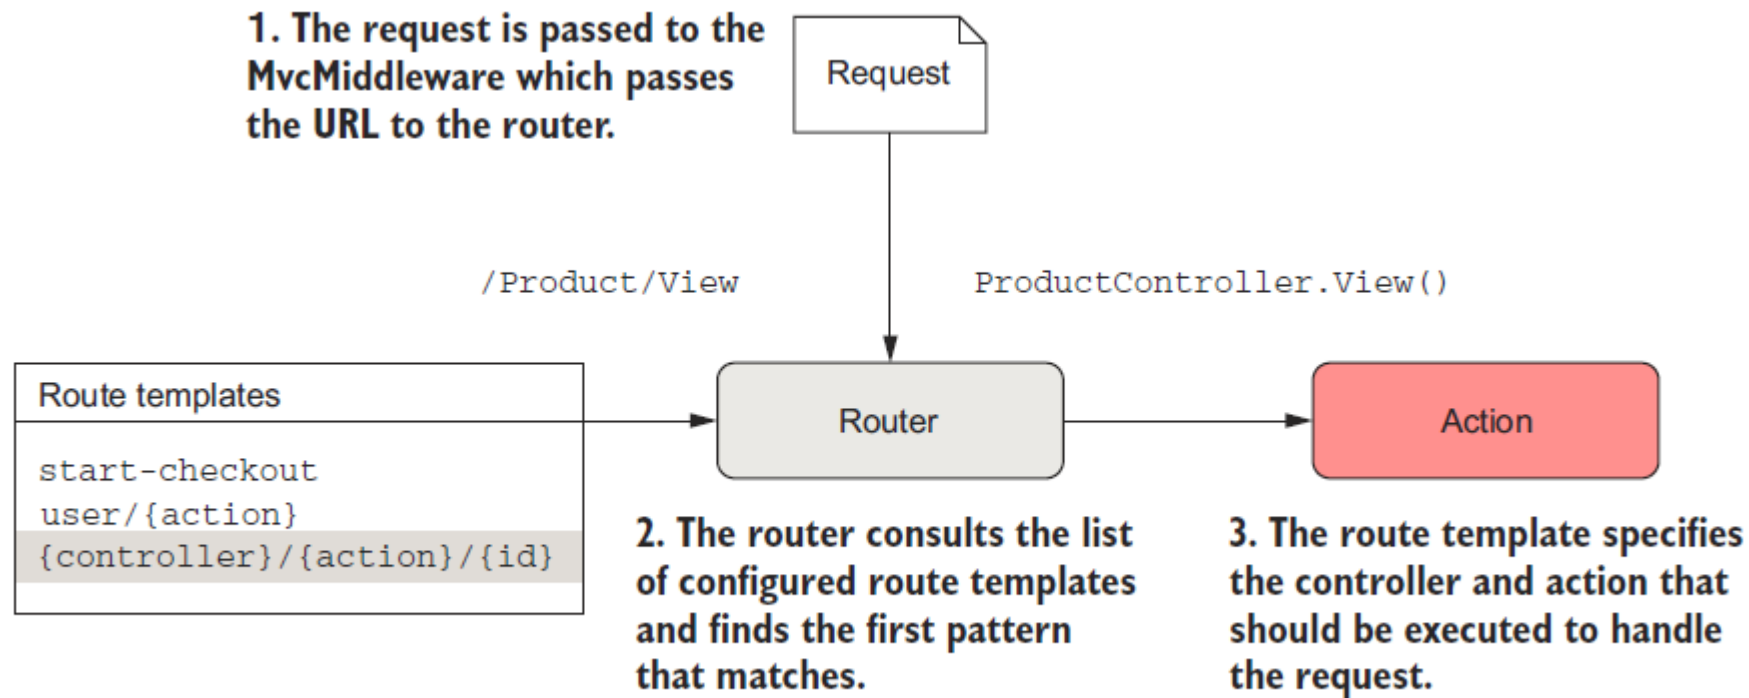 1. The request is passed to the
MvcMiddleware which passes
the URL to the router.
Request
/Product/View
ProductController.View()
Route templates
start-checkout
user/{action}
{controller}/{action}/{id}
Router
Action
2. The router consults the list
of configured route templates
and finds the first pattern
that matches.
3. The route template specifies
the controller and action that
should be executed to handle
the request.